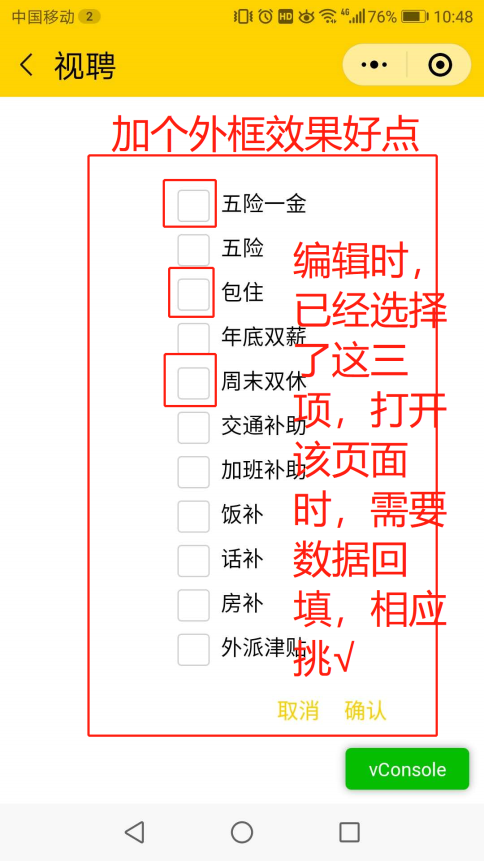 中国移动 2 HD 4G 76% 10:48
视聘
加个外框效果好点
五险一金
五险
包住
年底双薪
周末双休
交通补助
加班补助
饭补
话补
房补
外派津贴
编辑时，
已经选择
了这三
项，打开
该页面
时，需要
数据回
填，相应
挑√
取消 确认
vConsole